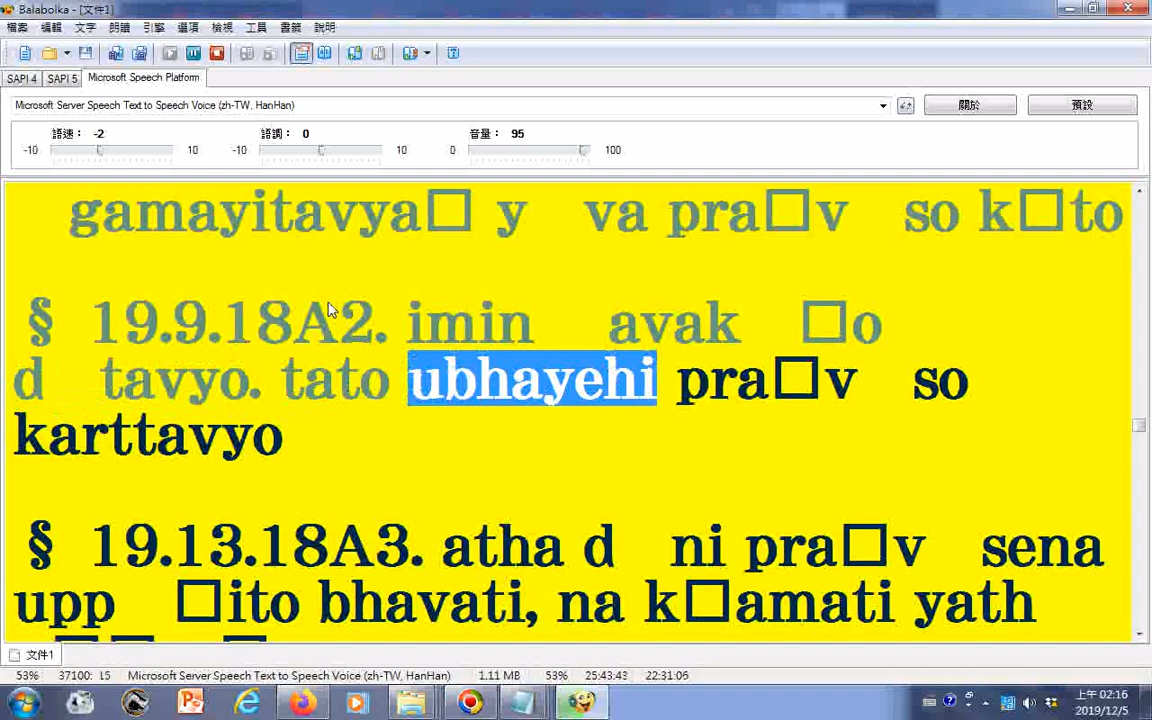 Balabolka - [文件1]
檔案 編輯 文字 朗讀 引擎 選項 檢視 工具 書籤 說明
SAPI 4 SAPI 5 Microsoft Speech Platform
Microsoft Server Speech Text to Speech Voice (zh-TW, HanHan) 關於 預設
語速： -2 語調： 0 音量： 95
-10 10 -10 10 0 100
gamayitavya□ y va pra□v so k□to
§ 19.9.18A2. imin avak □o
d tavyo. tato ubhayehi pra□v so
karttavyo
§ 19.13.18A3. atha d ni pra□v sena
upp □ito bhavati, na k□amati yath
文件1
53% 37100: 15 Microsoft Server Speech Text to Speech Voice (zh-TW, HanHan) 1.11 MB 53% 25:43:43 22:31:06
上午 02:16
2019/12/5